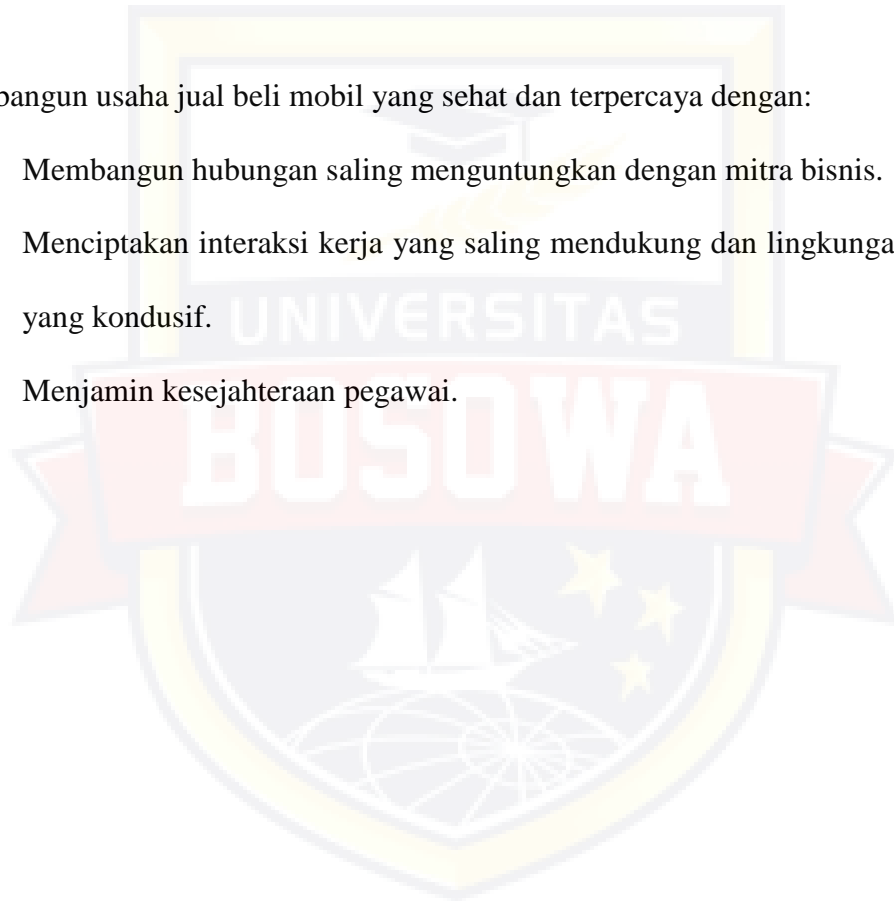 bangun usaha jual beli mobil yang sehat dan terpercaya dengan:
Membangun hubungan saling menguntungkan dengan mitra bisnis.
Menciptakan interaksi kerja yang saling mendukung dan lingkunga
yang kondusif.
UNIVERSITAS
Menjamin kesejahteraan pegawai.
BOSOWA